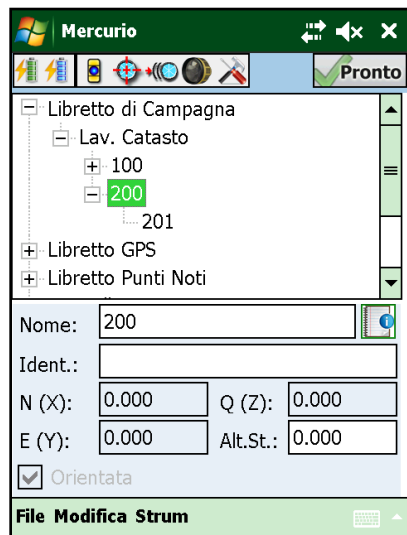 Mercurio
Pronto
Libretto di Campagna
Lav. Catasto
100
200
201
Libretto GPS
Libretto Punti Noti
Nome: 200
Ident.:
N (X): 0.000 Q (Z): 0.000
E (Y): 0.000 Alt.St.: 0.000
Orientata
File Modifica Strum